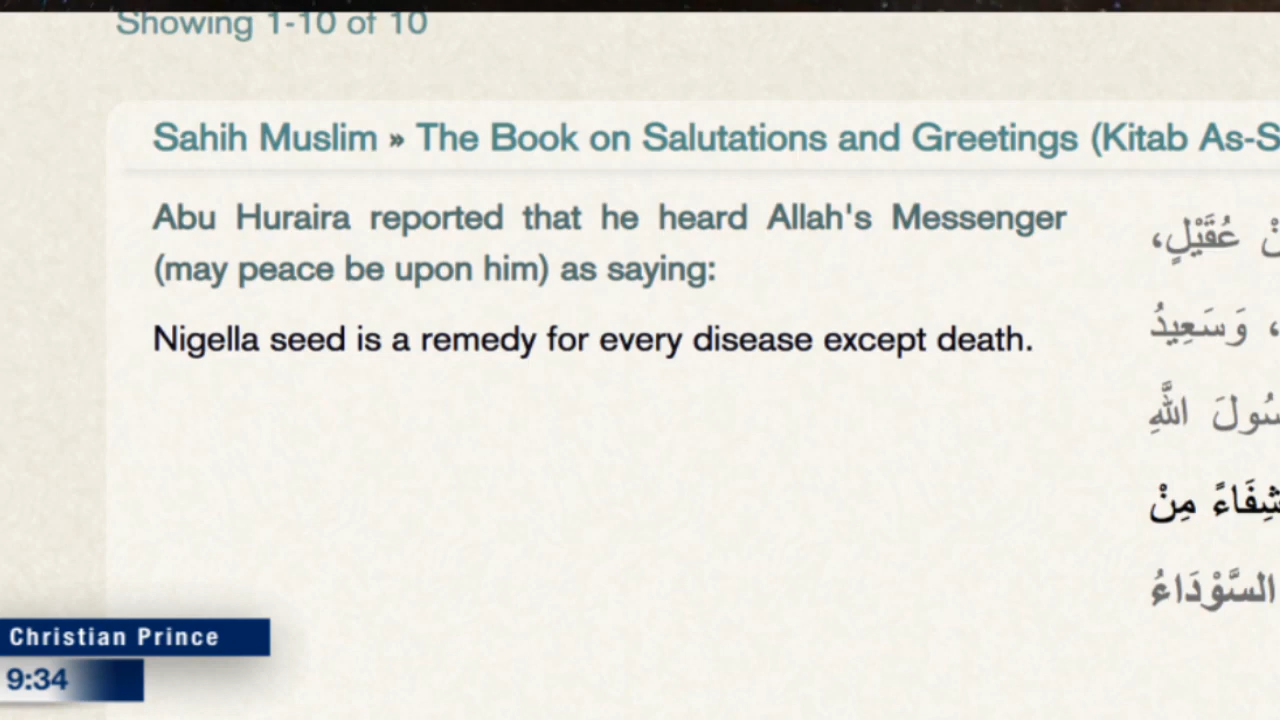 Showing 1-10 of 10
Sahih Muslim » The Book on Salutations and Greetings (Kitab As-S
Abu Huraira reported that he heard Allah's Messenger
(may peace be upon him) as saying:
Nigella seed is a remedy for every disease except death.
عُقَيْلٍ،
، وَسَعِيدُ
اللَّهِ
شِفَاءً مِنْ
السَّوْدَاءُ
Christian Prince
9:34